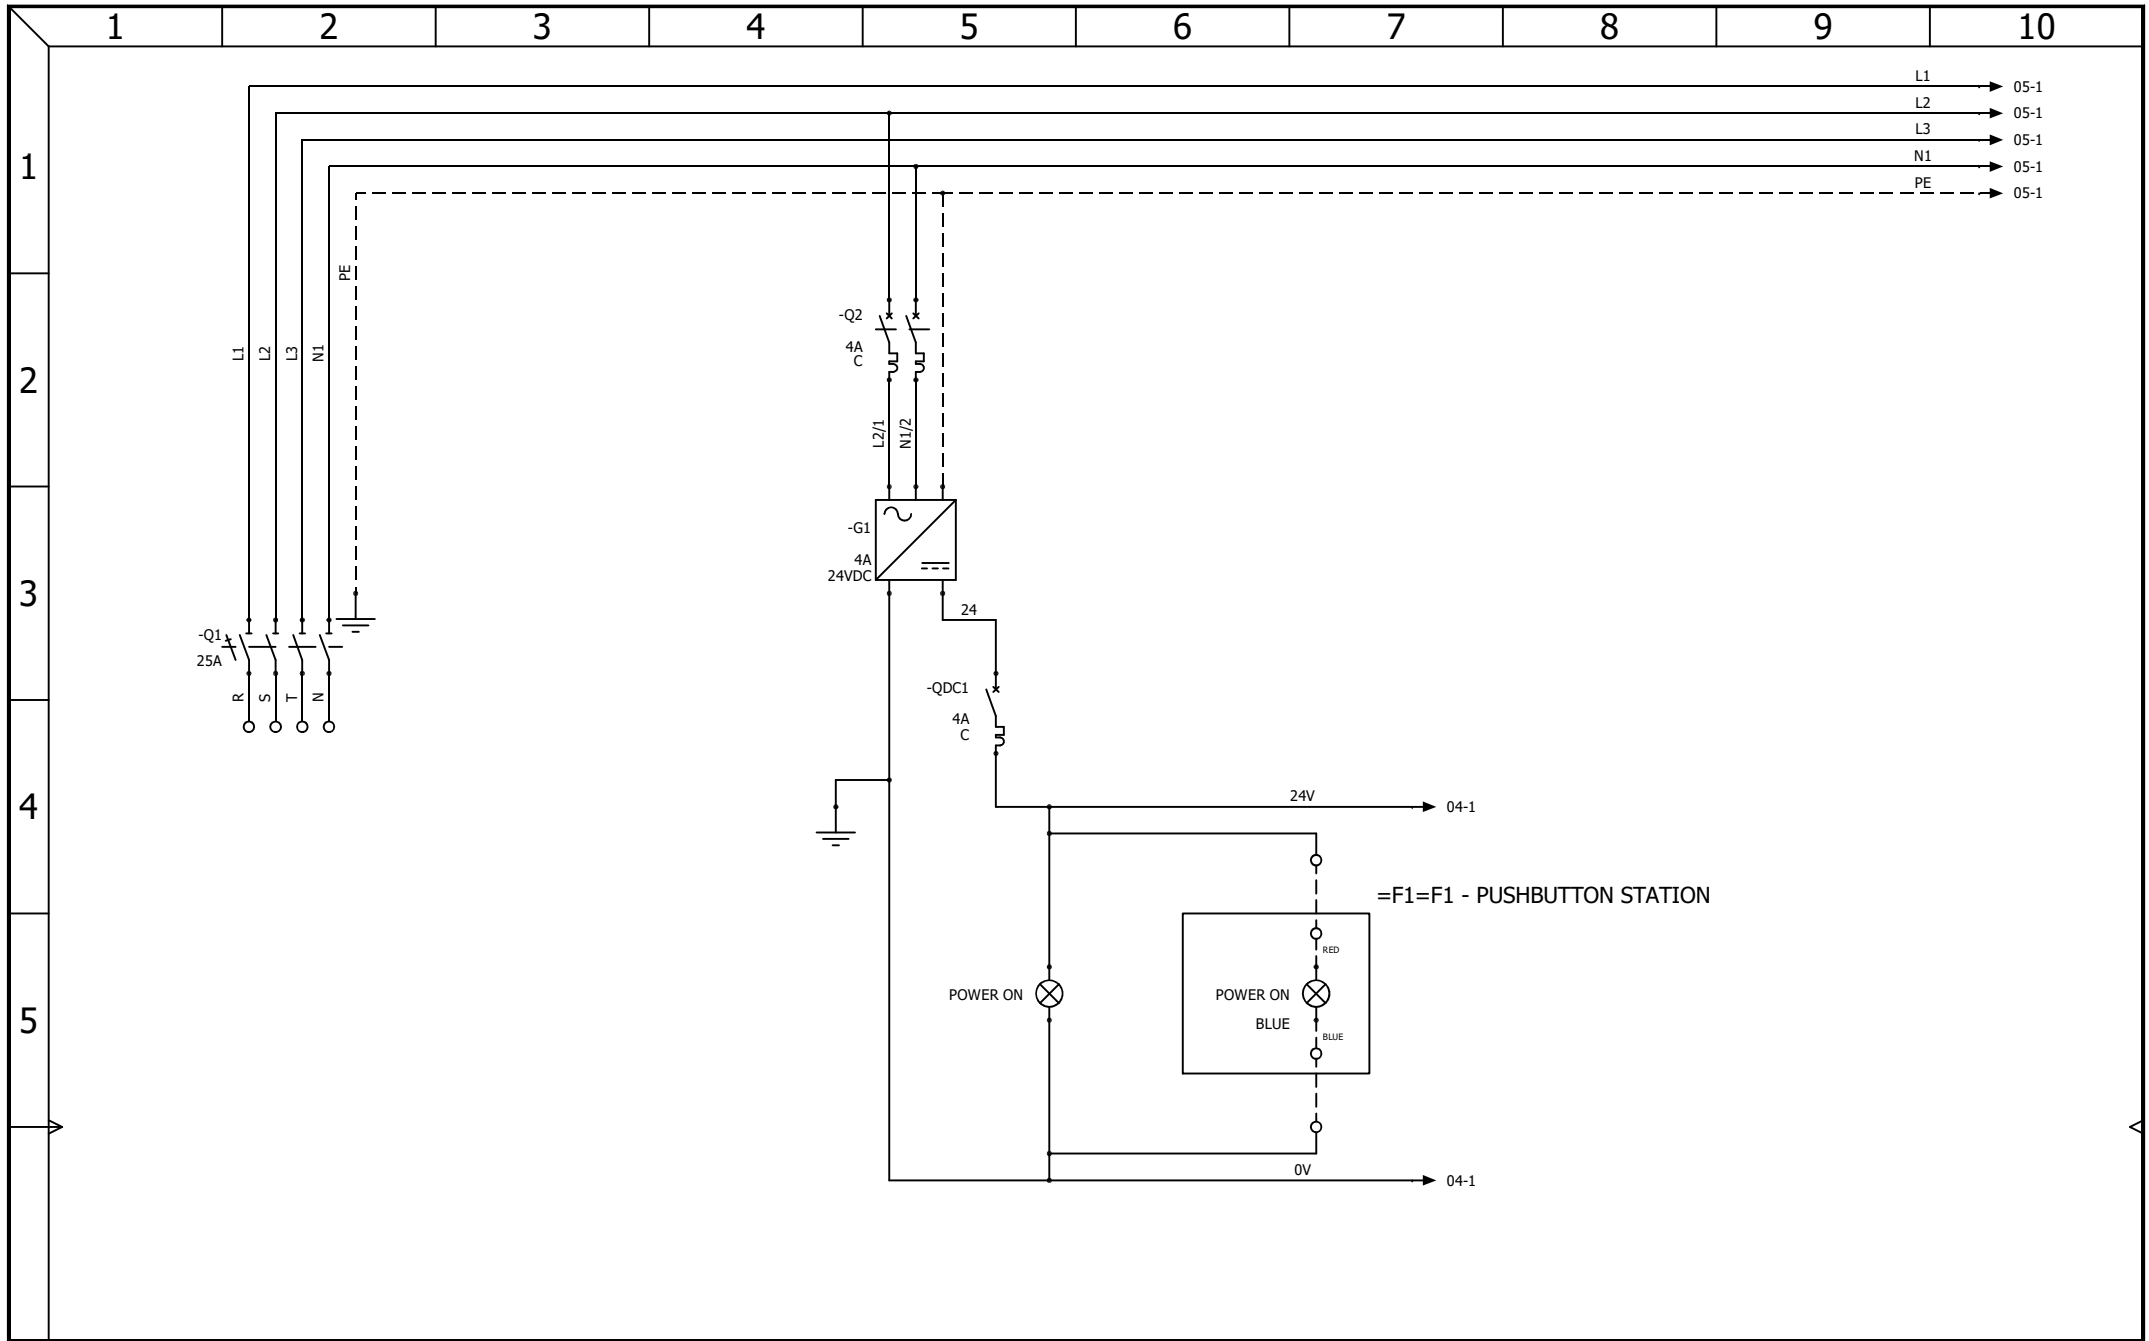 1 2 3 4 5 6 7 8 9 10
L1
05-1
L2
05-1
L3
05-1
1
N1
05-1
PE
05-1
PE
-Q2
L1 L2 L3 N1
4A
C
2
L2/1 N1/2
-G1
4A
24VDC
3
24
-Q1
25A
R S T N
-QDC1
4A
C
24V
4
04-1
=F1=F1 - PUSHBUTTON STATION
RED
POWER ON
POWER ON
5
BLUE
BLUE
0V
04-1